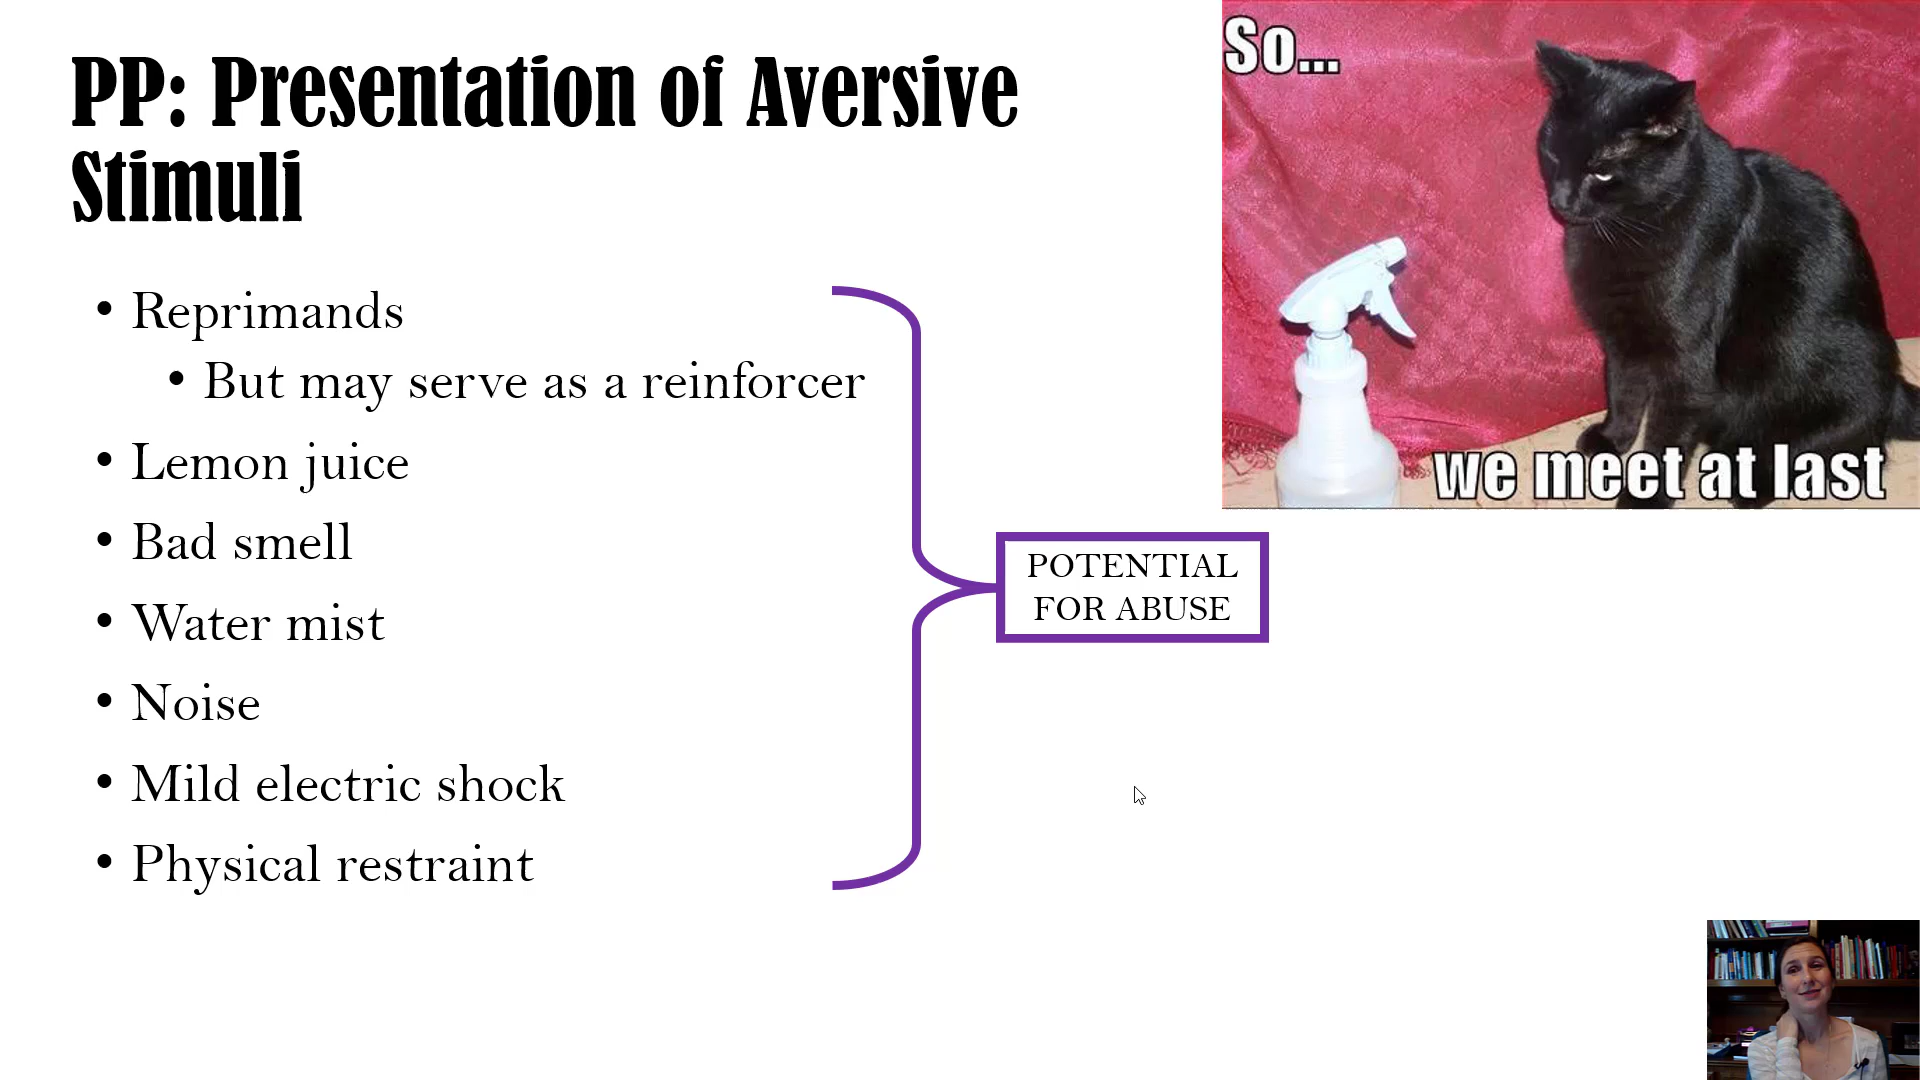 PP: Presentation of Aversive
Stimuli
• Reprimands
• But may serve as a reinforcer
• Lemon juice
• Bad smell
• Water mist
• Noise
• Mild electric shock
• Physical restraint
POTENTIAL
FOR ABUSE
So...
we meet at last